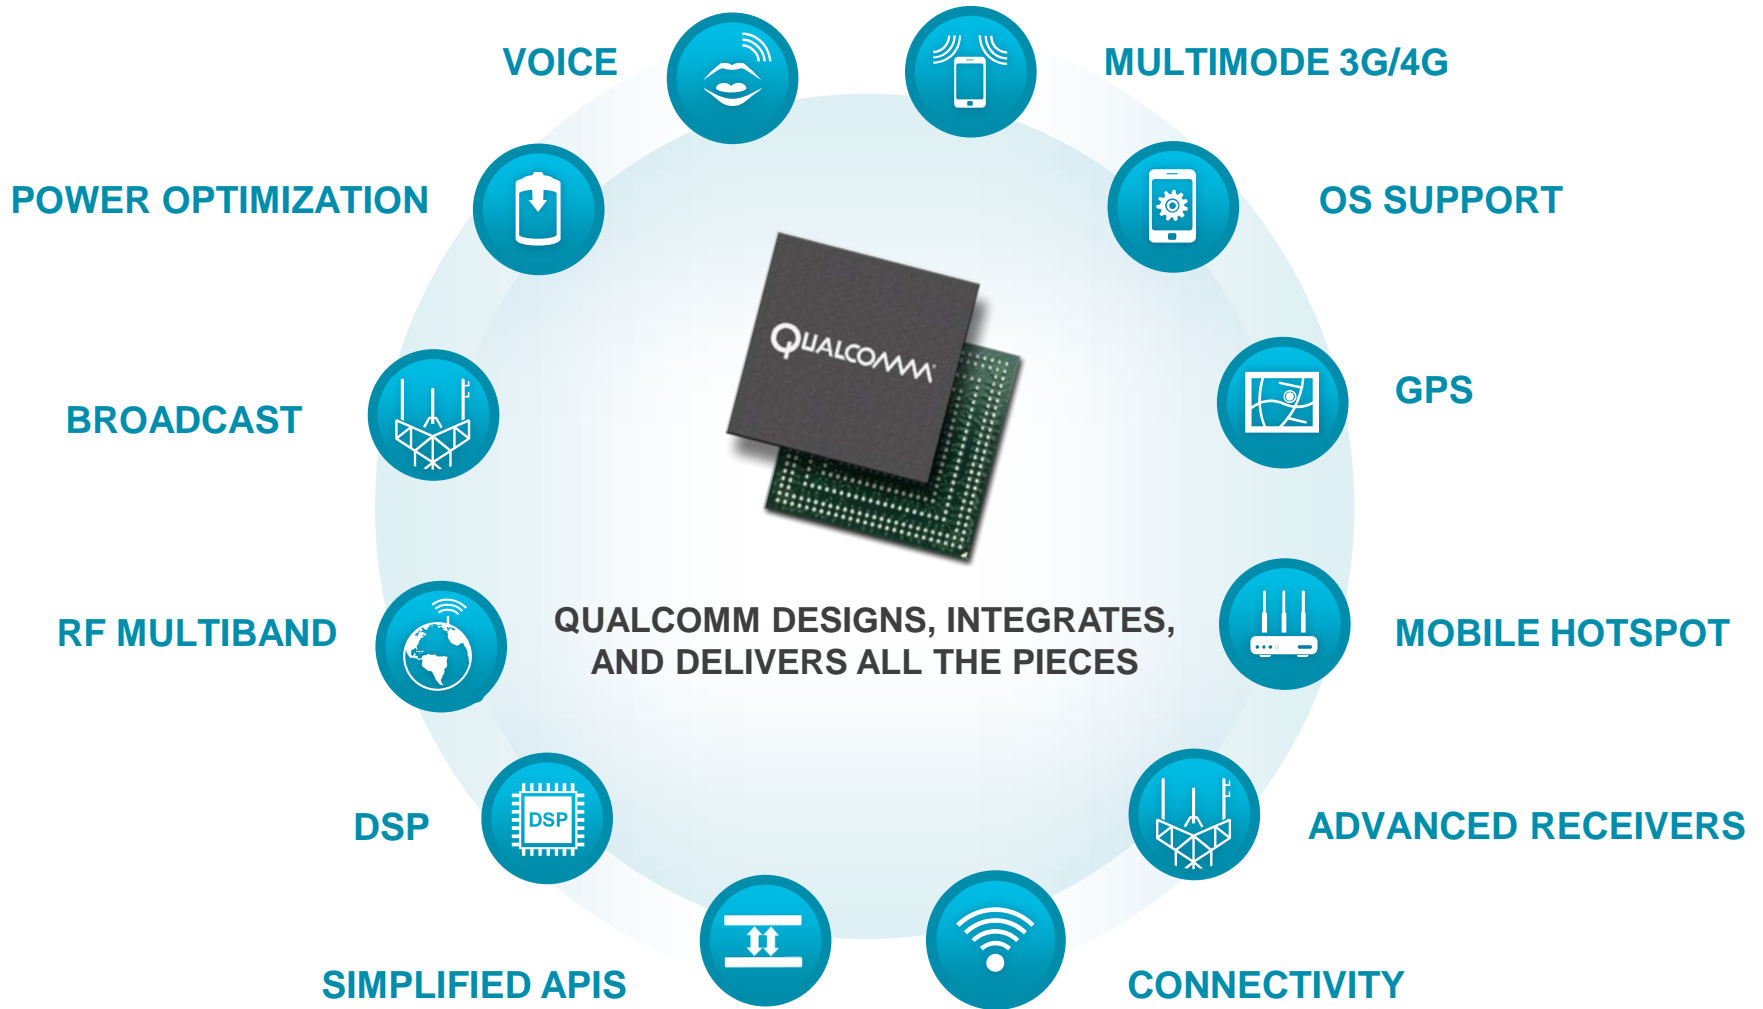 VOICE
MULTIMODE 3G/4G
POWER OPTIMIZATION
OS SUPPORT
QUALCOMM
GPS
BROADCAST
QUALCOMM DESIGNS, INTEGRATES,
AND DELIVERS ALL THE PIECES
RF MULTIBAND
MOBILE HOTSPOT
DSP
DSP
ADVANCED RECEIVERS
SIMPLIFIED APIS
CONNECTIVITY